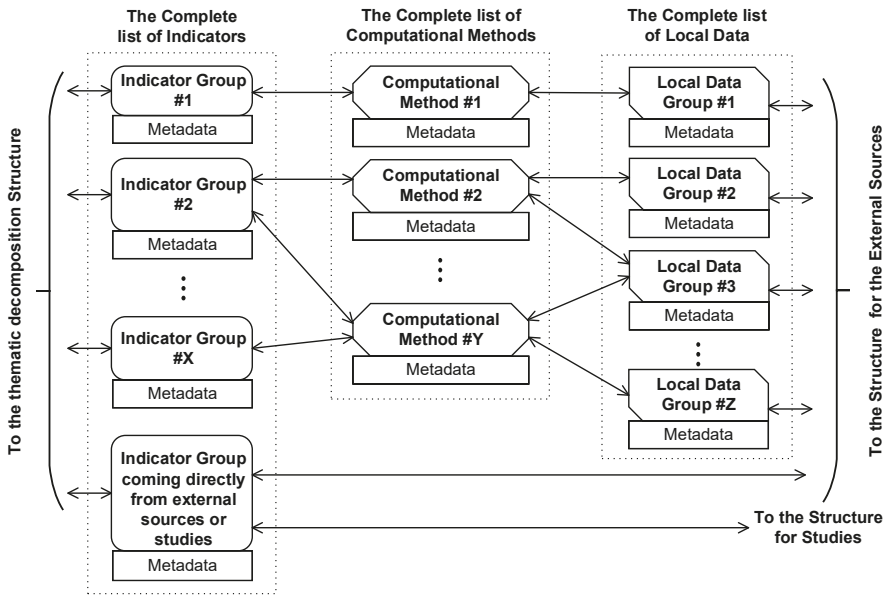 The Complete
list of Indicators
The Complete list of
Computational Methods
The Complete list
of Local Data
To the thematic decomposition Structure
Indicator Group
#1
Metadata
Indicator Group
#2
Metadata
Indicator Group
#X
Metadata
Indicator Group
coming directly
from external
sources or
studies
Metadata
Computational
Method #1
Metadata
Computational
Method #2
Metadata
Computational
Method #Y
Metadata
Local Data
Group #1
Metadata
Local Data
Group #2
Metadata
Local Data
Group #3
Metadata
Local Data
Group #Z
Metadata
To the Structure for the External Sources
To the Structure
for Studies